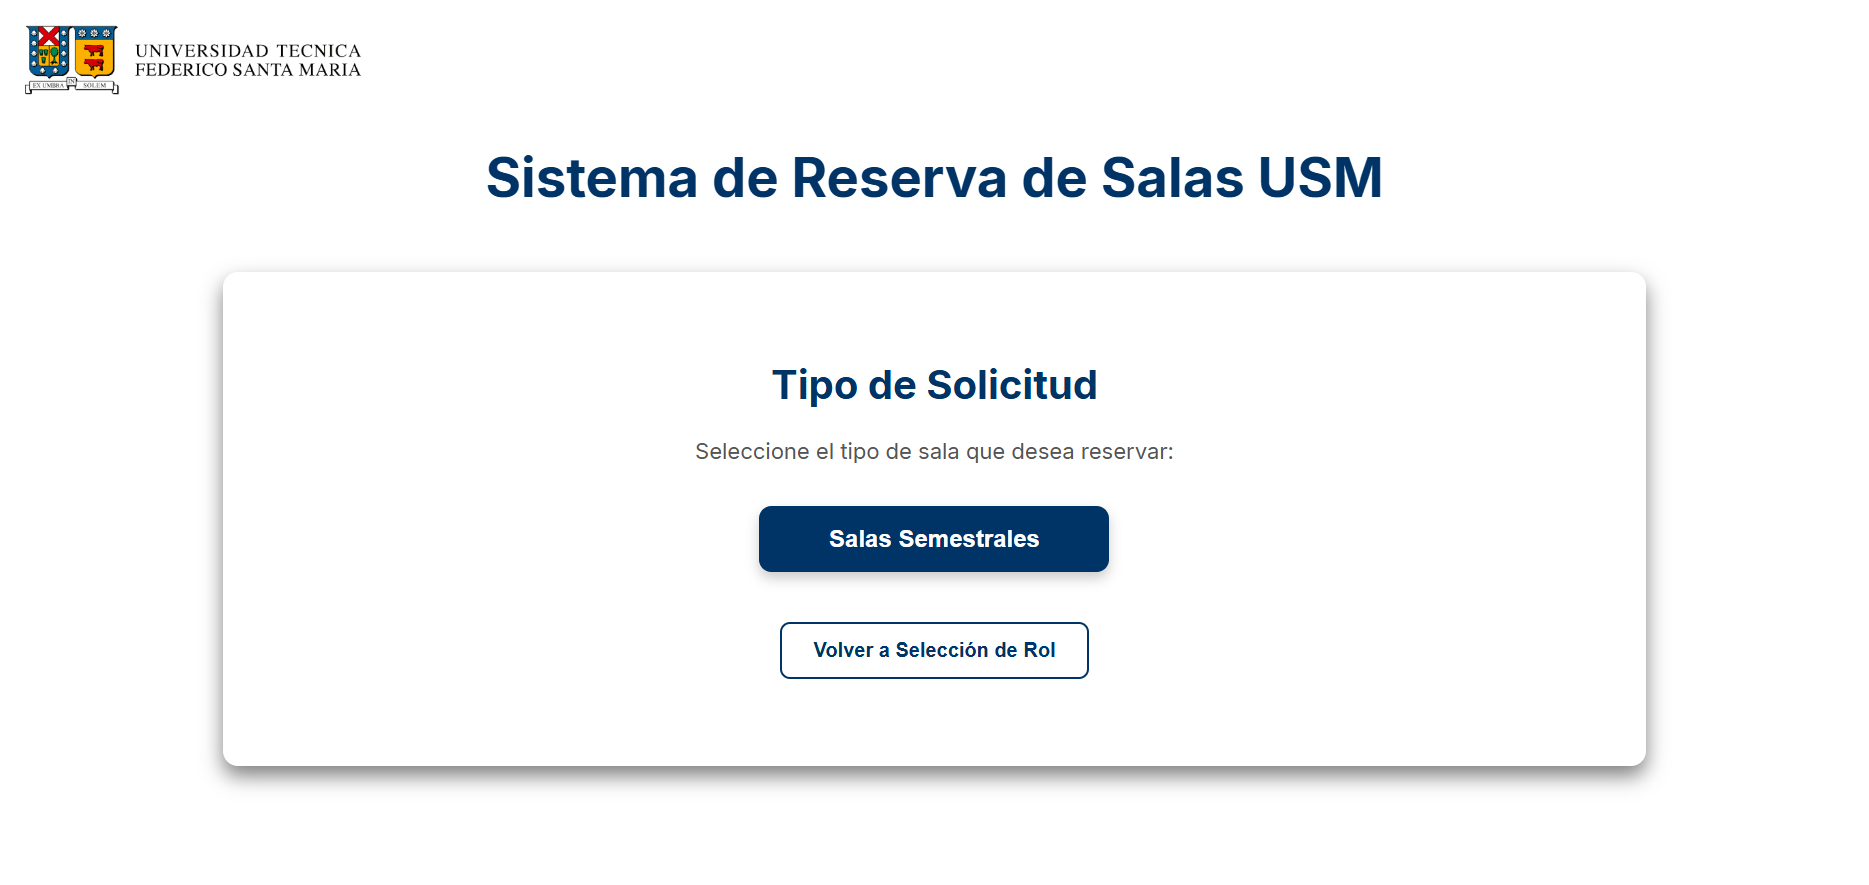 UNIVERSIDAD TECNICA
FEDERICO SANTA MARIA
EX UMBRA IN SOLEM
Sistema de Reserva de Salas USM
Tipo de Solicitud
Seleccione el tipo de sala que desea reservar:
Salas Semestrales
Volver a Selección de Rol